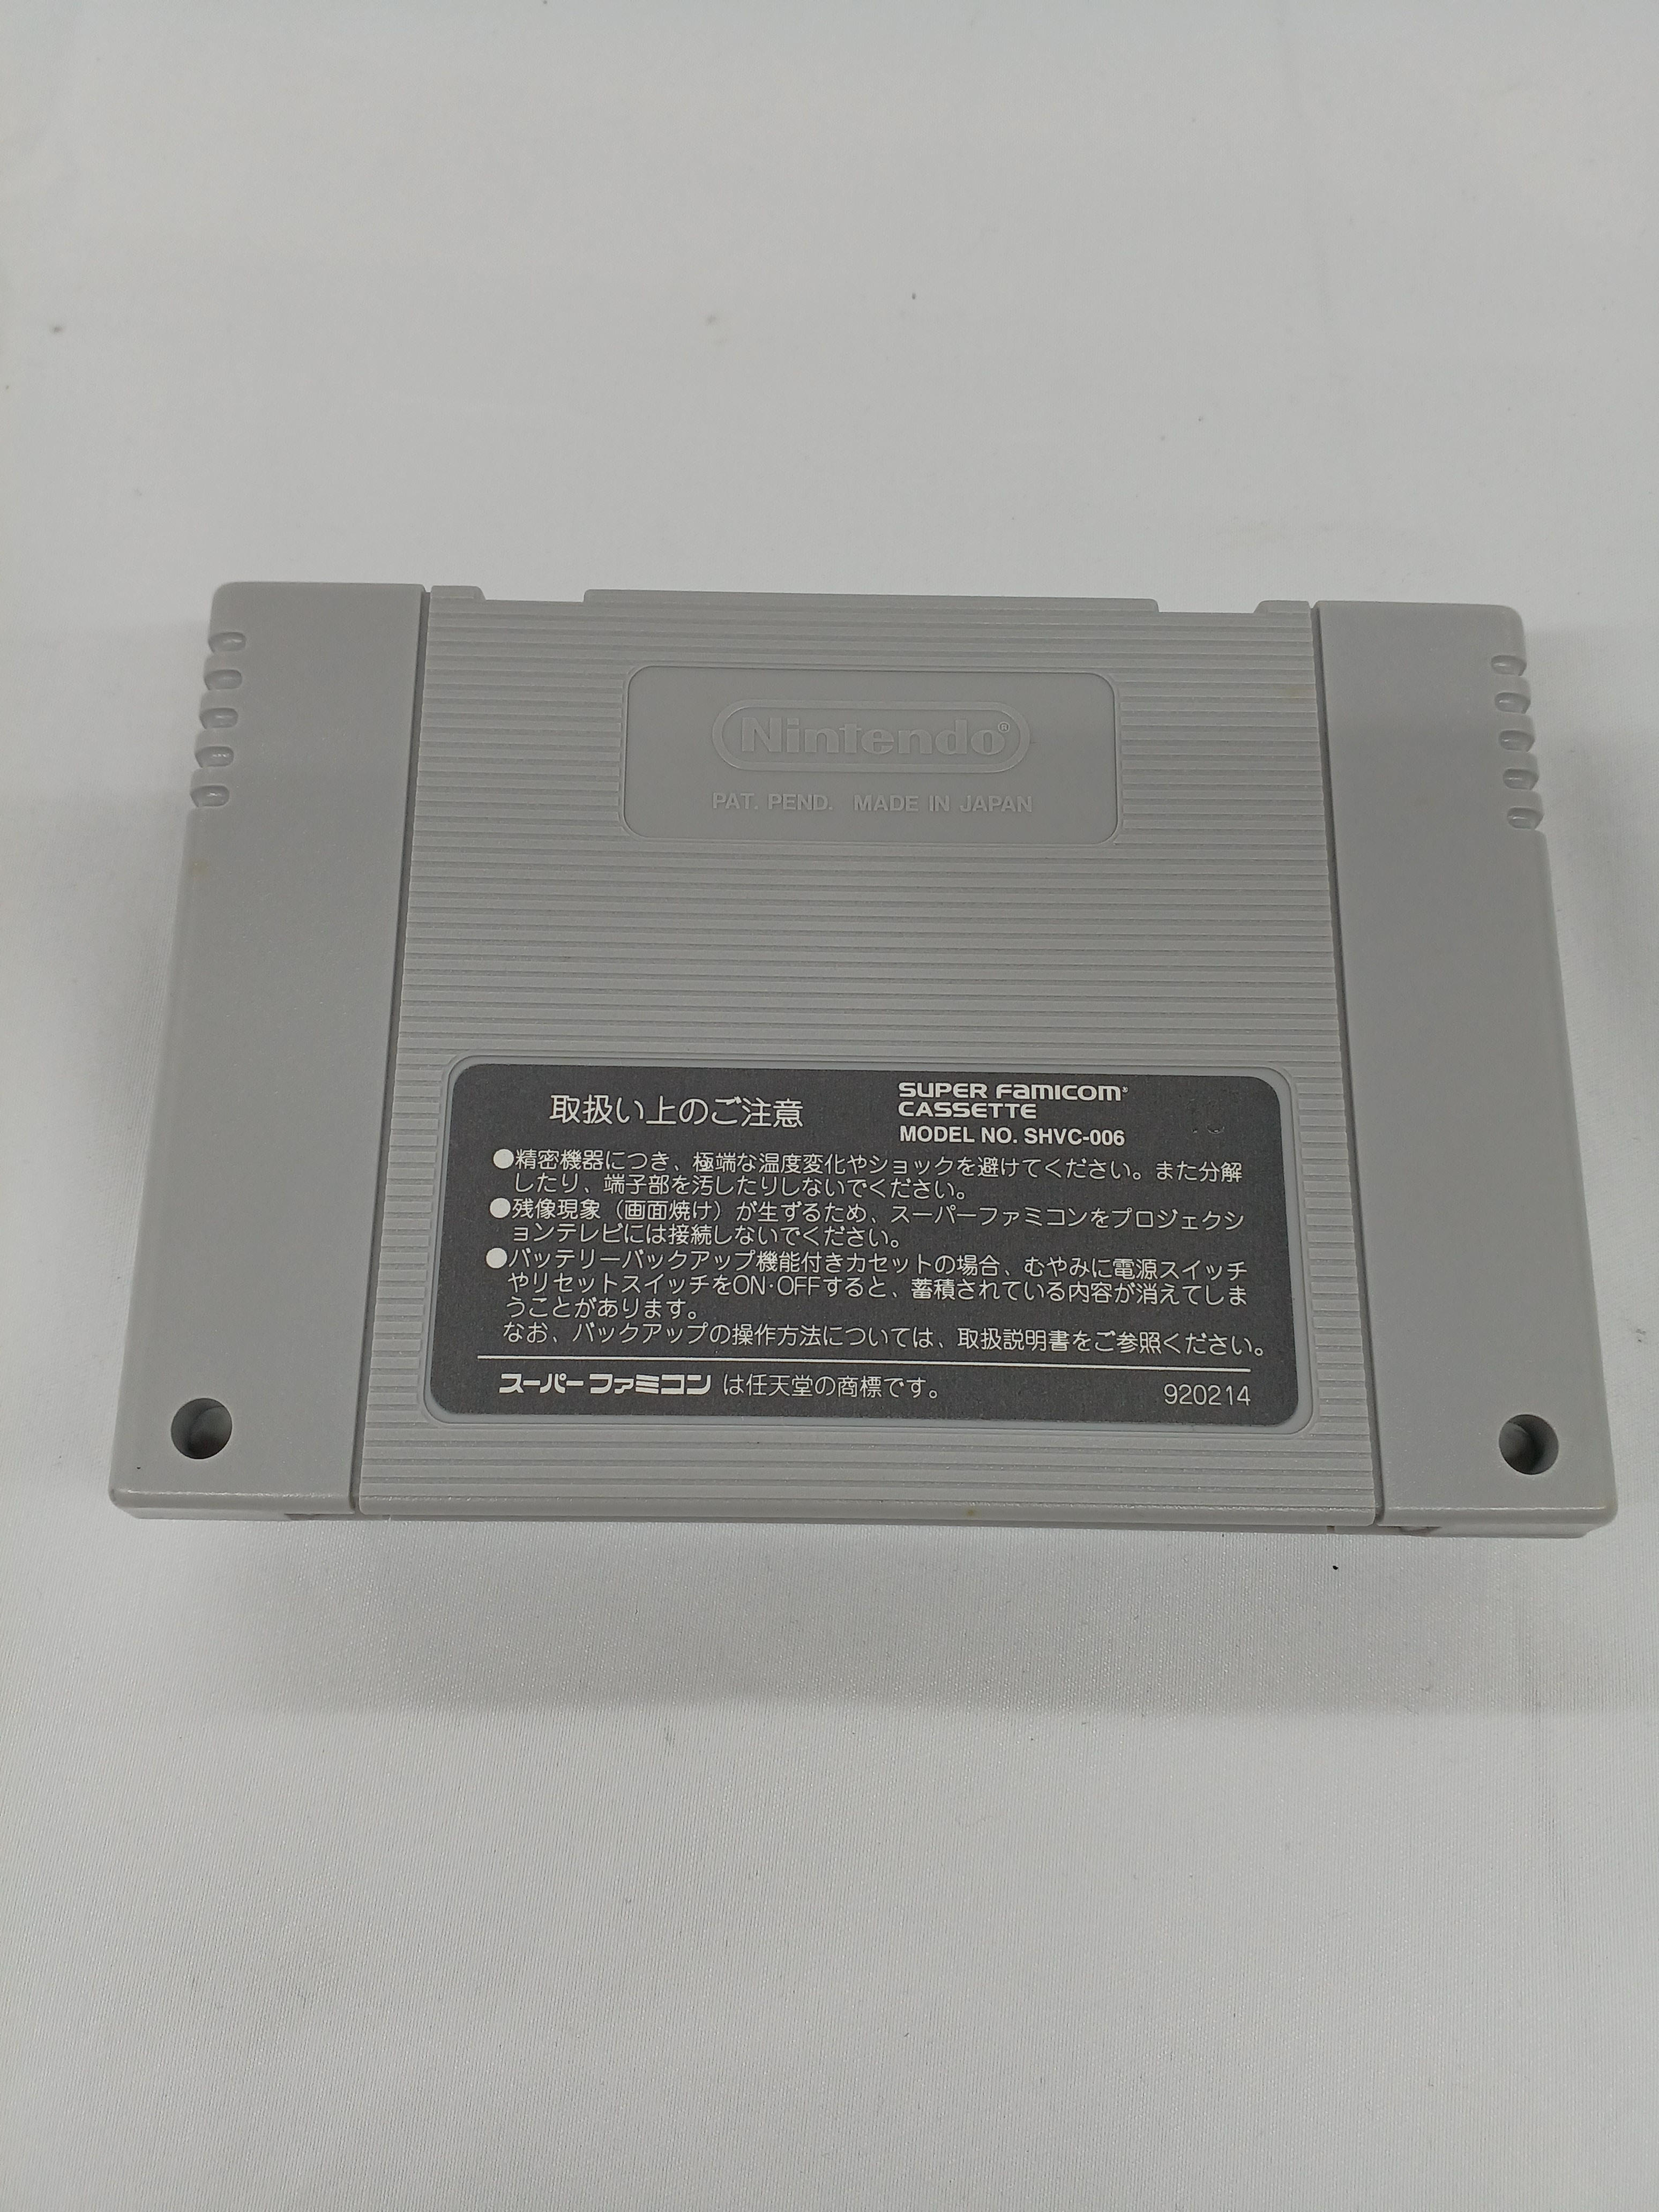 Nintendo®
PAT. PEND. MADE IN JAPAN
取扱い上のご注意
SUPER FAMICOM®
CASSETTE
MODEL NO. SHVC-006
●精密機器につき、極端な温度変化やショックを避けてください。また分解
したり、端子部を汚したりしないでください。
●残像現象（画面焼け）が生ずるため、スーパーファミコンをプロジェクシ
ョンテレビには接続しないでください。
●バッテリーバックアップ機能付きカセットの場合、むやみに電源スイッチ
やリセットスイッチをON·OFFすると、蓄積されている内容が消えてしま
うことがあります。
なお、バックアップの操作方法については、取扱説明書をご参照ください。
スーパーファミコン は任天堂の商標です。
920214